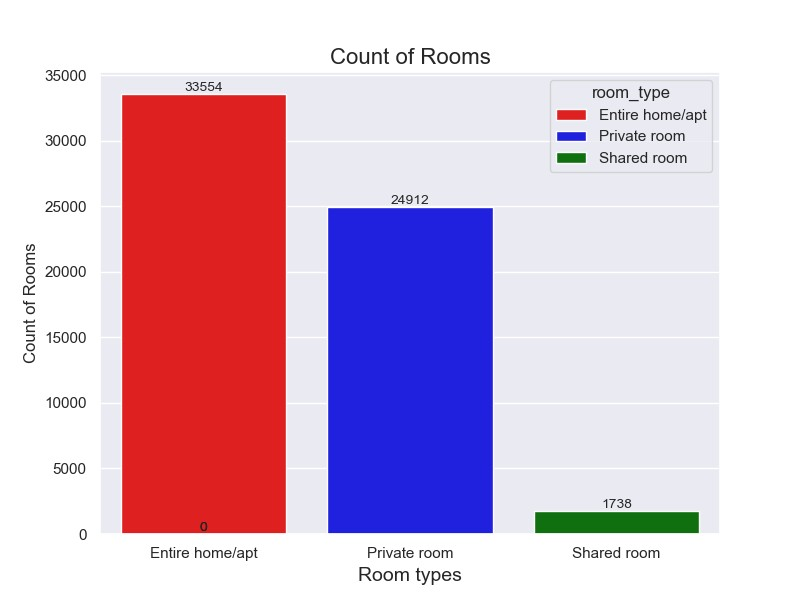 Count of Rooms
35000
30000
25000
20000
15000
10000
5000
0
Count of Rooms
33554
24912
1738
0
room_type
Entire home/apt
Private room
Shared room
Entire home/apt
Private room
Shared room
Room types